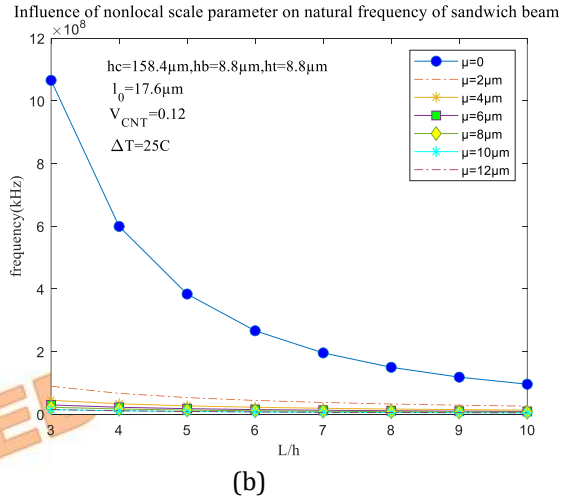 Influence of nonlocal scale parameter on natural frequency of sandwich beam
×10⁸
hc=158.4μm,hb=8.8μm,ht=8.8μm
l₀=17.6μm
V_CNT=0.12
ΔT=25C
μ=0
μ=2μm
μ=4μm
μ=6μm
μ=8μm
μ=10μm
μ=12μm
12
10
8
6
4
2
0
frequency(kHz)
3 4 5 6 7 8 9 10
L/h
(b)